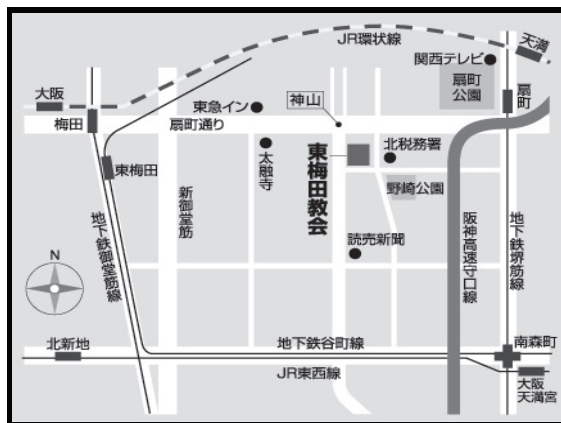 JR環状線
天満
関西テレビ
扇町
公園
扇町
大阪
梅田
東急イン
神山
扇町通り
東梅田
新御堂筋
太融寺
東梅田教会
北税務署
野崎公園
読売新聞
阪神高速守口線
地下鉄堺筋線
地下鉄御堂筋線
N
北新地
地下鉄谷町線
JR東西線
南森町
大阪
天満宮